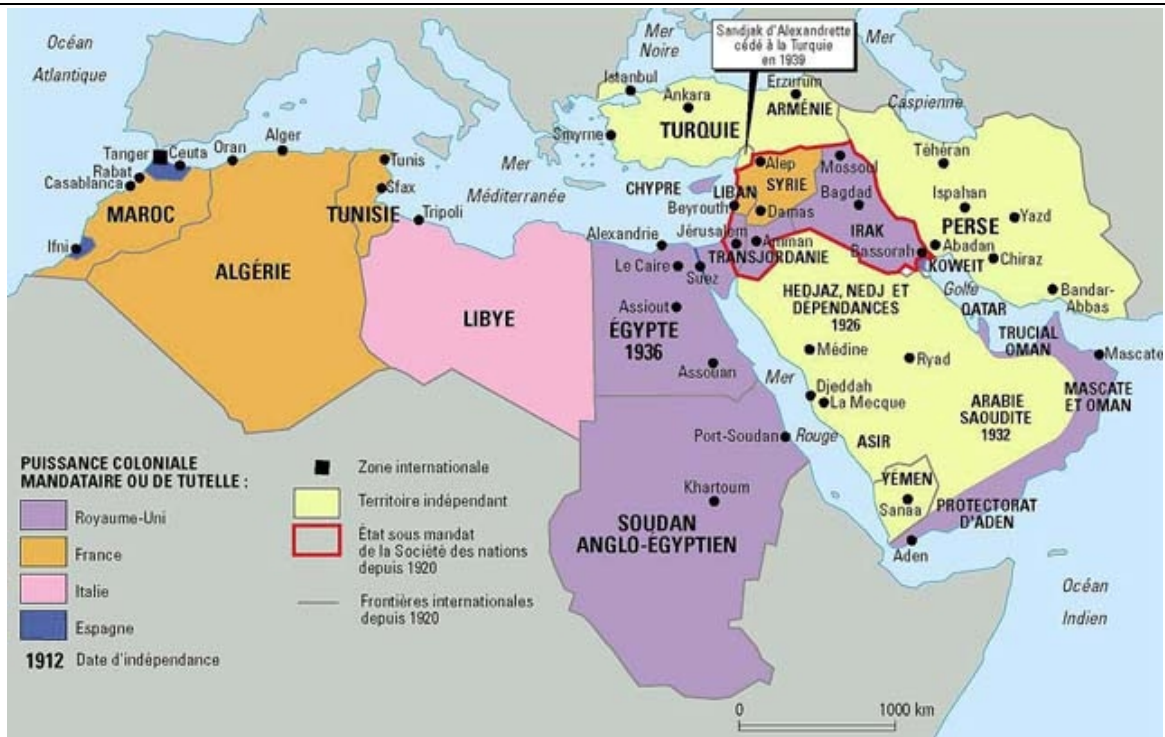 Océan
Atlantique
Mer
Noire
Sandjak d'Alexandrette
cédé à la Turquie
en 1939
Mer
Caspienne
Istanbul
Ankara
Erzurum
ARMÉNIE
TURQUIE
Smyrne
Tanger
Ceuta
Oran
Alger
Rabat
Casablanca
MAROC
Tunis
Sfax
TUNISIE
Tripoli
Mer
Méditerranée
CHYPRE
LIBAN
Beyrouth
Alep
SYRIE
Damas
Mossoul
Bagdad
IRAK
Téhéran
Ispahan
Yazd
PERSE
Abadan
Chiraz
Bassorah
KOWEIT
Bandar-
Abbas
Golfe
Ifni
ALGÉRIE
LIBYE
Alexandrie
Jérusalem
Amman
TRANSJORDANIE
Le Caire
Suez
Assiout
ÉGYPTE
1936
Assouan
HEDJAZ, NEDJ ET
DÉPENDANCES
1926
QATAR
TRUCIAL
OMAN
Mascate
MASCATE
ET OMAN
Médine
Ryad
Mer
Rouge
Djeddah
La Mecque
ARABIE
SAOUDITE
1932
ASIR
Port-Soudan
YÉMEN
Sanaa
PROTECTORAT
D'ADEN
Aden
Khartoum
SOUDAN
ANGLO-ÉGYPTIEN
Océan
Indien
PUISSANCE COLONIALE
MANDATAIRE OU DE TUTELLE :
Royaume-Uni
France
Italie
Espagne
1912 Date d'indépendance
Zone internationale
Territoire indépendant
État sous mandat
de la Société des nations
depuis 1920
Frontières internationales
depuis 1920
0 1000 km